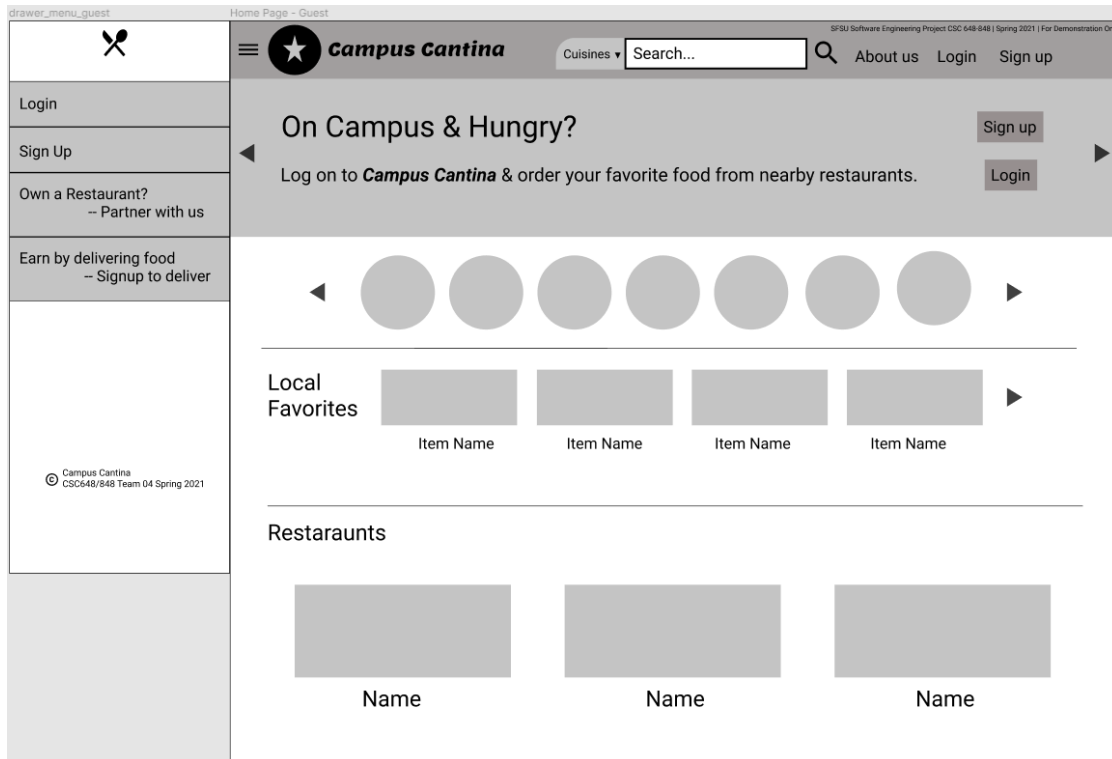 drawer_menu_guest
Home Page - Guest
Login
Sign Up
Own a Restaurant?
-- Partner with us
Earn by delivering food
-- Signup to deliver
© Campus Cantina
CSC648/848 Team 04 Spring 2021
SFSU Software Engineering Project CSC 648-848 | Spring 2021 | For Demonstration On
Campus Cantina
Cuisines ▾
Search...
About us
Login
Sign up
On Campus & Hungry?
Log on to Campus Cantina & order your favorite food from nearby restaurants.
Sign up
Login
Local
Favorites
Item Name
Item Name
Item Name
Item Name
Restaraunts
Name
Name
Name